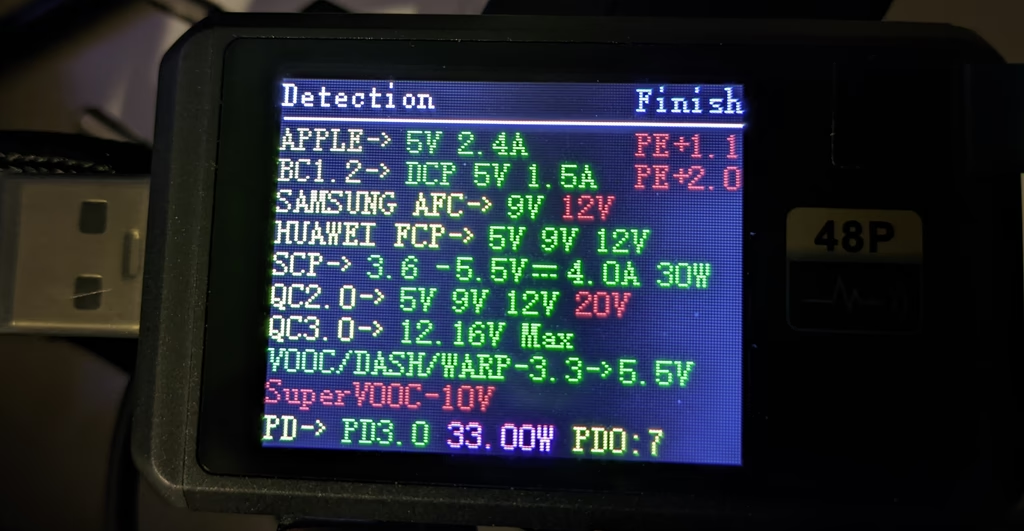 Detection Finish
APPLE-> 5V 2.4A PE+1.1
BC1.2-> DCP 5V 1.5A PE+2.0
SAMSUNG AFC-> 9V 12V
HUAWEI FCP-> 5V 9V 12V
SCP-> 3.6 -5.5V⎓4.0A 30W
QC2.0-> 5V 9V 12V 20V
QC3.0-> 12.16V Max
VOOC/DASH/WARP-3.3->5.5V
SuperVOOC-10V
PD-> PD3.0 33.00W PDO:7
48P